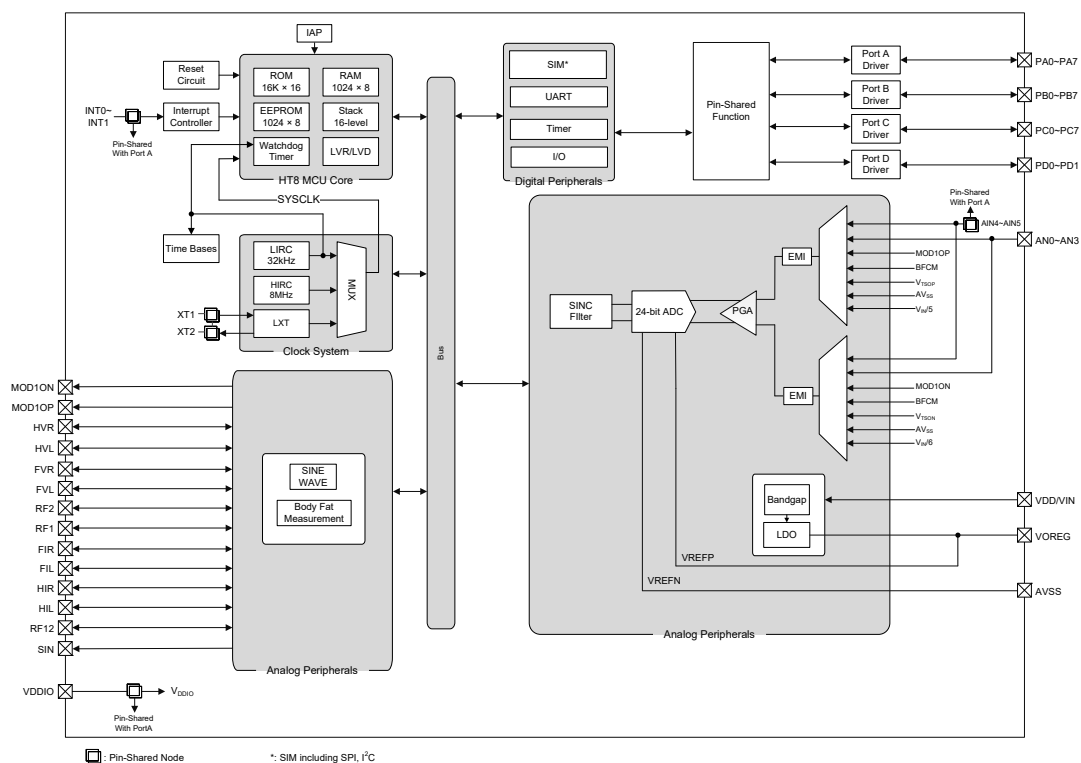 IAP
Reset
Circuit
INT0~
INT1
Pin-Shared
With Port A
Interrupt
Controller
ROM
16K × 16
RAM
1024 × 8
EEPROM
1024 × 8
Stack
16-level
Watchdog
Timer
LVR/LVD
HT8 MCU Core
SYSCLK
Time Bases
LIRC
32kHz
HIRC
8MHz
LXT
MUX
XT1
XT2
Clock System
Bus
SIM*
UART
Timer
I/O
Digital Peripherals
Pin-Shared
Function
Port A
Driver
Port B
Driver
Port C
Driver
Port D
Driver
PA0~PA7
PB0~PB7
PC0~PC7
PD0~PD1
Pin-Shared
With Port A
AIN4~AIN5
AN0~AN3
EMI
MOD1OP
BFCM
VTSOP
AVSS
VIN/5
SINC
FIlter
24-bit ADC
PGA
EMI
MOD1ON
BFCM
VTSON
AVSS
VIN/6
Bandgap
LDO
VREFP
VREFN
VDD/VIN
VOREG
AVSS
Analog Peripherals
MOD1ON
MOD1OP
HVR
HVL
FVR
FVL
RF2
RF1
FIR
FIL
HIR
HIL
RF12
SIN
SINE
WAVE
Body Fat
Measurement
Analog Peripherals
VDDIO
VDDIO
Pin-Shared
With PortA
: Pin-Shared Node
*: SIM including SPI, I²C